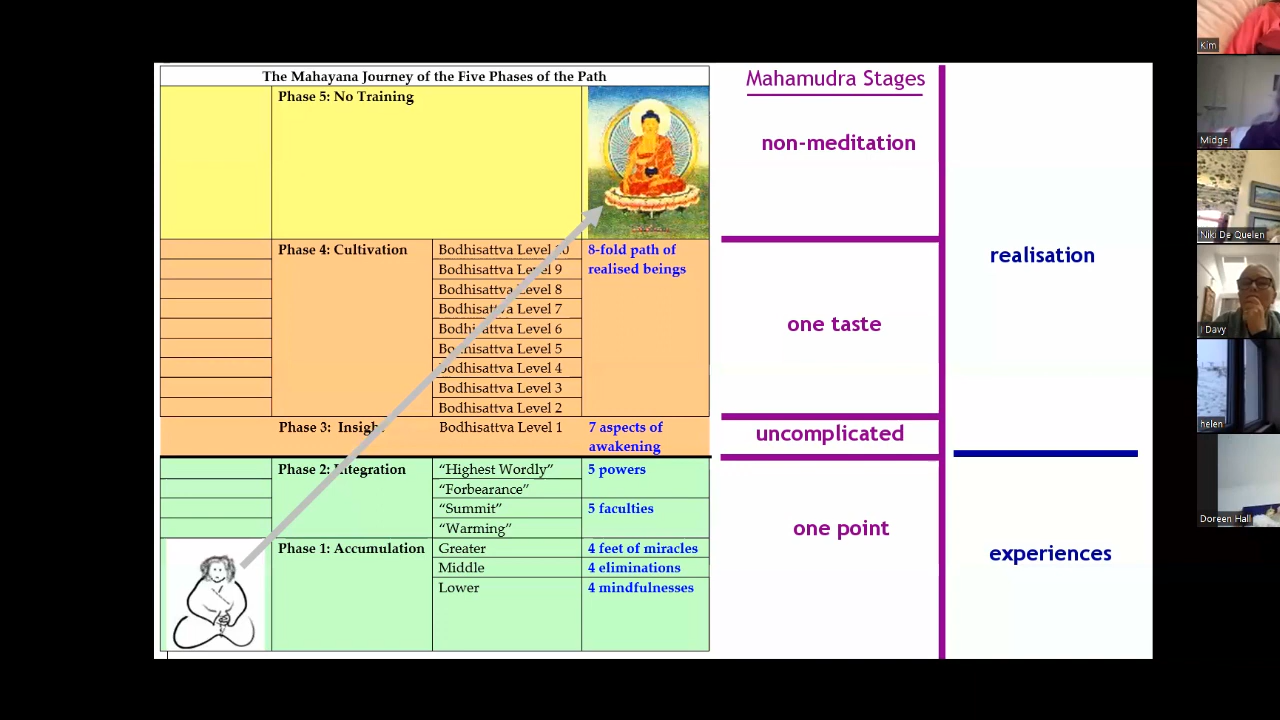 The Mahayana Journey of the Five Phases of the Path
Phase 5: No Training
Phase 4: Cultivation
Bodhisattva Level 10
8-fold path of
realised beings
Bodhisattva Level 9
Bodhisattva Level 8
Bodhisattva Level 7
Bodhisattva Level 6
Bodhisattva Level 5
Bodhisattva Level 4
Bodhisattva Level 3
Bodhisattva Level 2
Phase 3: Insight
Bodhisattva Level 1
7 aspects of
awakening
Phase 2: Integration
“Highest Wordly”
5 powers
“Forbearance”
“Summit”
5 faculties
“Warming”
Phase 1: Accumulation
Greater
4 feet of miracles
Middle
4 eliminations
Lower
4 mindfulnesses
Mahamudra Stages
non-meditation
one taste
uncomplicated
one point
realisation
experiences
Kim
Midge
Niki De Quelen
I Davy
helen
Doreen Hall